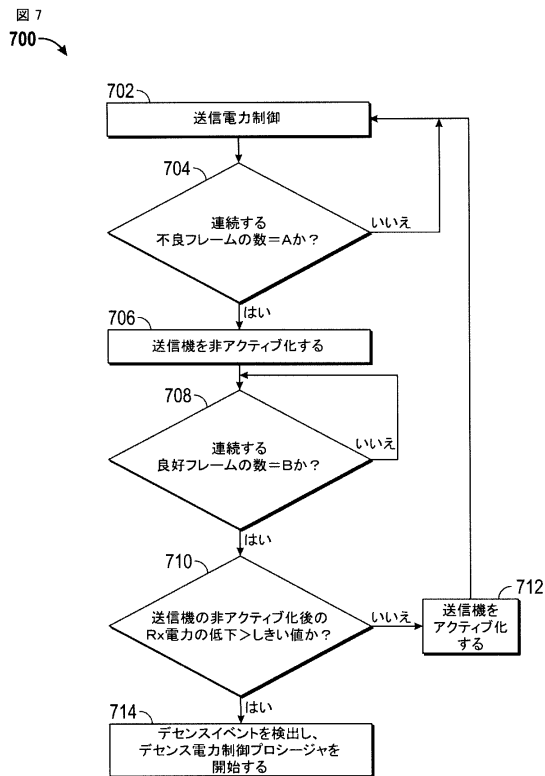 図 7
700
702
送信電力制御
704
連続する
不良フレームの数=Aか?
いいえ
はい
706
送信機を非アクティブ化する
708
連続する
良好フレームの数=Bか?
いいえ
はい
710
送信機の非アクティブ化後の
Rx電力の低下>しきい値か?
いいえ
712
送信機を
アクティブ化
する
はい
714
デセンスイベントを検出し、
デセンス電力制御プロシージャを
開始する